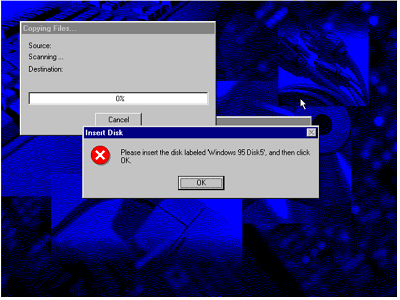 Copying Files...
Source:
Scanning ...
Destination:
0%
Cancel
Insert Disk
Please insert the disk labeled 'Windows 95 Disk5', and then click
OK.
OK